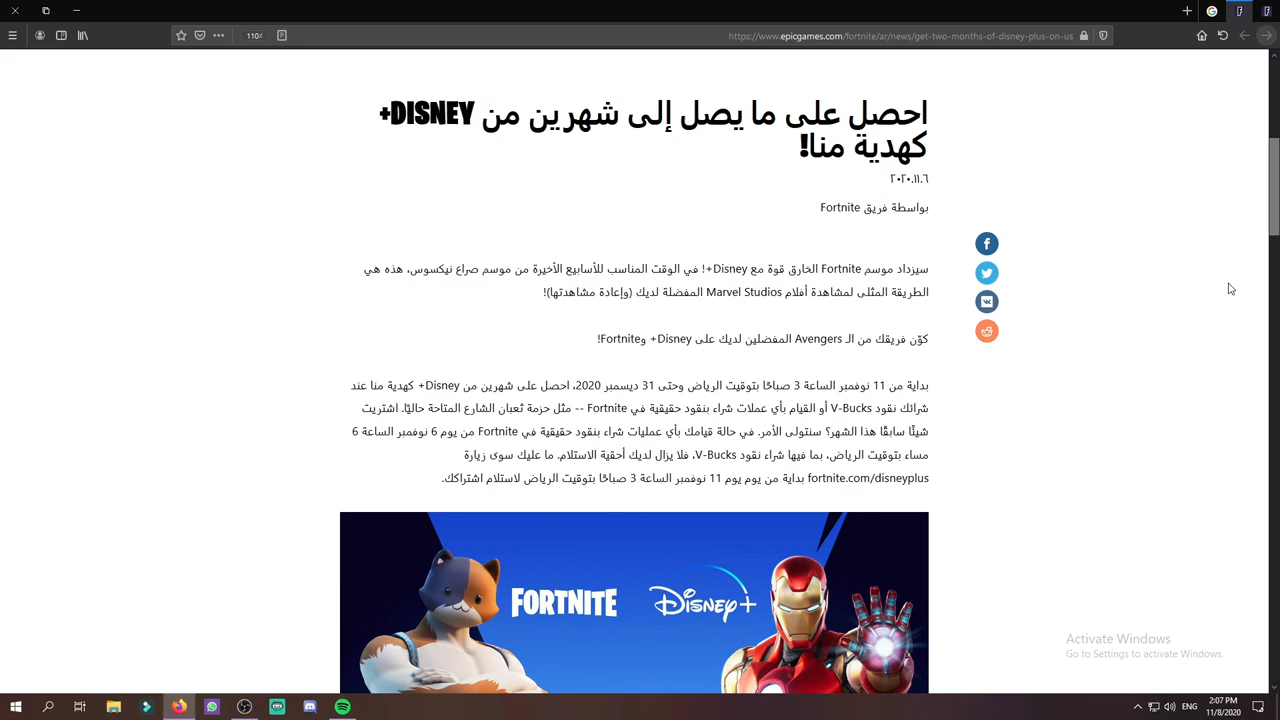 110%
https://www.epicgames.com/fortnite/ar/news/get-two-months-of-disney-plus-on-us
احصل على ما يصل إلى شهرين من DISNEY+
كهدية منا!
٢٠٢٠.١١.٦
بواسطة فريق Fortnite
سيزداد موسم Fortnite الخارق قوة مع Disney+! في الوقت المناسب للأسابيع الأخيرة من موسم صراع نيكسوس، هذه هي
الطريقة المثلى لمشاهدة أفلام Marvel Studios المفضلة لديك (وإعادة مشاهدتها)!
كوّن فريقك من الـ Avengers المفضلين لديك على Disney+ وFortnite!
بداية من 11 نوفمبر الساعة 3 صباحًا بتوقيت الرياض وحتى 31 ديسمبر 2020، احصل على شهرين من Disney+ كهدية منا عند
شرائك نقود V-Bucks أو القيام بأي عملات شراء بنقود حقيقية في Fortnite -- مثل حزمة ثعبان الشارع المتاحة حاليًا. اشتريت
شيئًا سابقًا هذا الشهر؟ سنتولى الأمر. في حالة قيامك بأي عمليات شراء بنقود حقيقية في Fortnite من يوم 6 نوفمبر الساعة 6
مساء بتوقيت الرياض، بما فيها شراء نقود V-Bucks، فلا يزال لديك أحقية الاستلام. ما عليك سوى زيارة
fortnite.com/disneyplus بداية من يوم يوم 11 نوفمبر الساعة 3 صباحًا بتوقيت الرياض لاستلام اشتراكك.
FORTNITE Disney+
Activate Windows
Go to Settings to activate Windows.
ENG
2:07 PM
11/8/2020